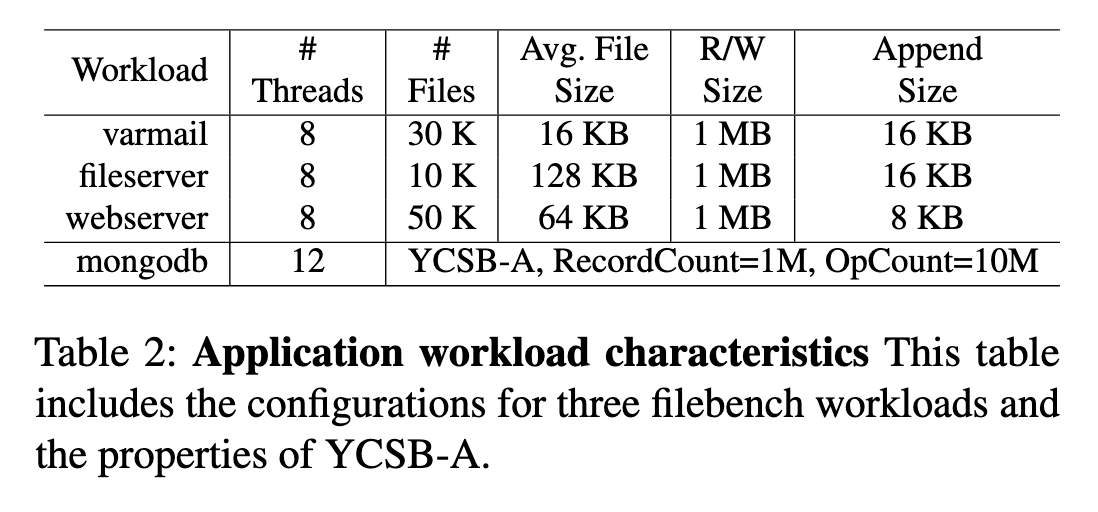 Workload # Threads # Files Avg. File Size R/W Size Append Size
varmail 8 30 K 16 KB 1 MB 16 KB
fileserver 8 10 K 128 KB 1 MB 16 KB
webserver 8 50 K 64 KB 1 MB 8 KB
mongodb 12 YCSB-A, RecordCount=1M, OpCount=10M
Table 2: Application workload characteristics This table
includes the configurations for three filebench workloads and
the properties of YCSB-A.